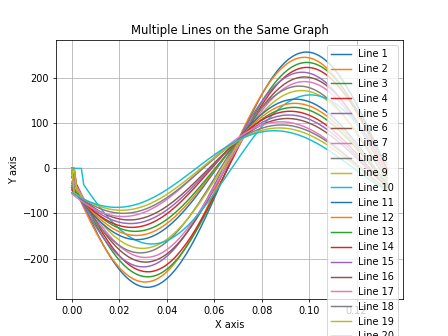 Multiple Lines on the Same Graph
Y axis
200
100
0
−100
−200
0.00
0.02
0.04
0.06
0.08
0.10
X axis
Line 1
Line 2
Line 3
Line 4
Line 5
Line 6
Line 7
Line 8
Line 9
Line 10
Line 11
Line 12
Line 13
Line 14
Line 15
Line 16
Line 17
Line 18
Line 19
Line 20